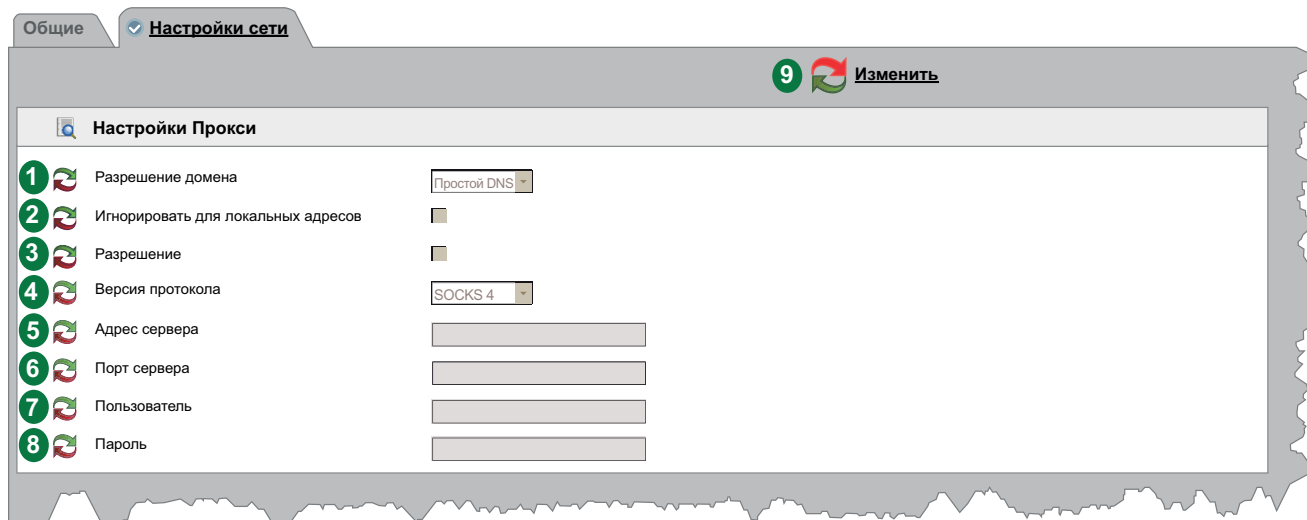 Общие
Настройки сети
9 Изменить
Настройки Прокси
1 Разрешение домена Простой DNS
2 Игнорировать для локальных адресов
3 Разрешение
4 Версия протокола SOCKS 4
5 Адрес сервера
6 Порт сервера
7 Пользователь
8 Пароль